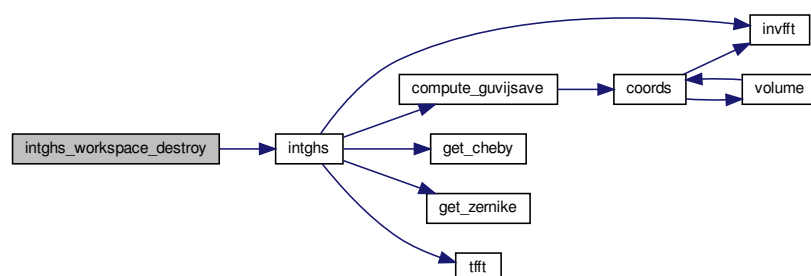 invfft
compute_guvijsave
coords
volume
intghs_workspace_destroy
intghs
get_cheby
get_zernike
tfft